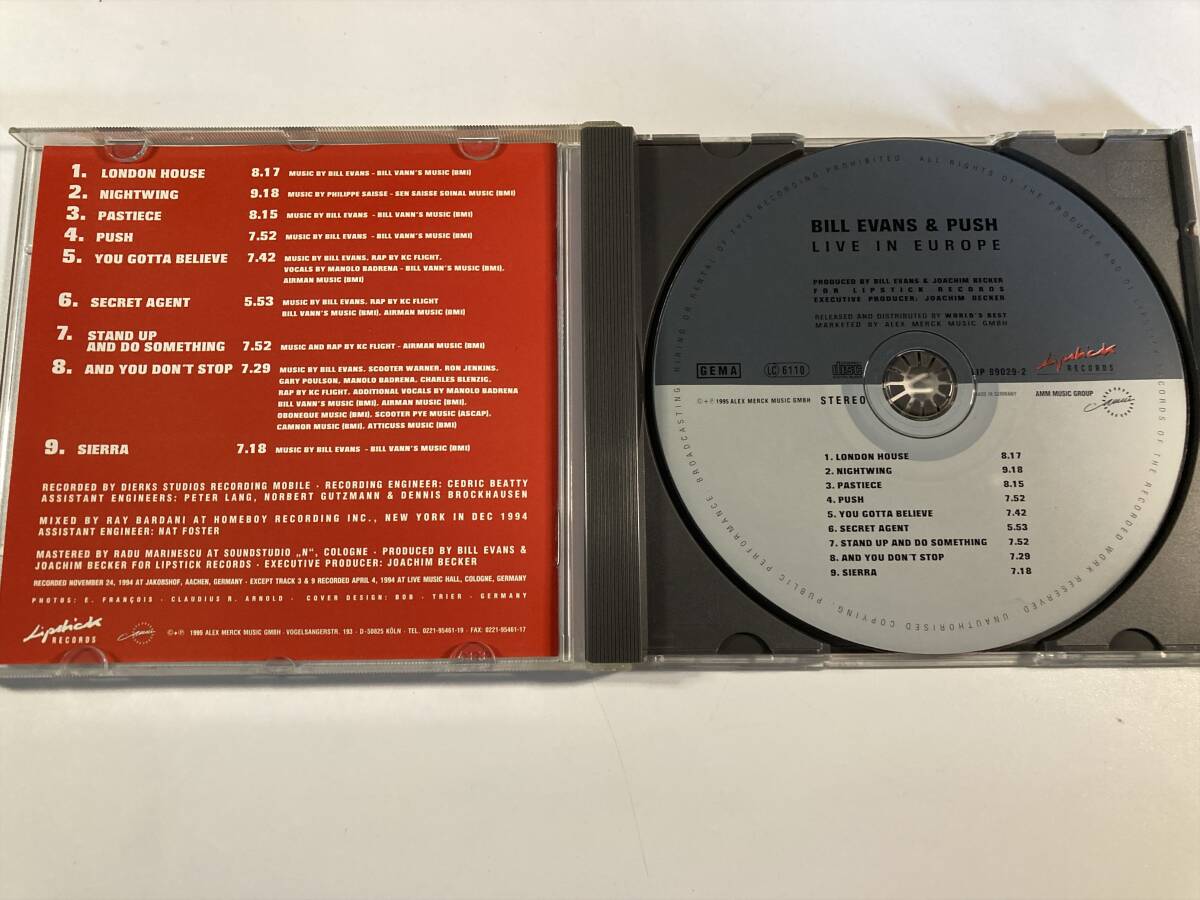 1. LONDON HOUSE 8.17 MUSIC BY BILL EVANS - BILL VANN'S MUSIC (BMI)
2. NIGHTWING 9.18 MUSIC BY PHILIPPE SAISSE - SEN SAISSE SOINAL MUSIC (BMI)
3. PASTIECE 8.15 MUSIC BY BILL EVANS - BILL VANN'S MUSIC (BMI)
4. PUSH 7.52 MUSIC BY BILL EVANS - BILL VANN'S MUSIC (BMI)
5. YOU GOTTA BELIEVE 7.42 MUSIC BY BILL EVANS. RAP BY KC FLIGHT.
VOCALS BY MANOLO BADRENA - BILL VANN'S MUSIC (BMI).
AIRMAN MUSIC (BMI)
6. SECRET AGENT 5.53 MUSIC BY BILL EVANS. RAP BY KC FLIGHT
BILL VANN'S MUSIC (BMI). AIRMAN MUSIC (BMI)
7. STAND UP
AND DO SOMETHING 7.52 MUSIC AND RAP BY KC FLIGHT - AIRMAN MUSIC (BMI)
8. AND YOU DON'T STOP 7.29 MUSIC BY BILL EVANS. SCOOTER WARNER. RON JENKINS.
GARY POULSON, MANOLO BADRENA. CHARLES BLENZIG.
RAP BY KC FLIGHT. ADDITIONAL VOCALS BY MANOLO BADRENA
BILL VANN'S MUSIC (BMI). AIRMAN MUSIC (BMI).
OBONEQUE MUSIC (BMI). SCOOTER PYE MUSIC (ASCAP).
CAMNOR MUSIC (BMI). ATTICUSS MUSIC (BMI)
9. SIERRA 7.18 MUSIC BY BILL EVANS - BILL VANN'S MUSIC (BMI)
RECORDED BY DIERKS STUDIOS RECORDING MOBILE · RECORDING ENGINEER: CEDRIC BEATTY
ASSISTANT ENGINEERS: PETER LANG, NORBERT GUTZMANN & DENNIS BROCKHAUSEN
MIXED BY RAY BARDANI AT HOMEBOY RECORDING INC., NEW YORK IN DEC 1994
ASSISTANT ENGINEER: NAT FOSTER
MASTERED BY RADU MARINESCU AT SOUNDSTUDIO „N“, COLOGNE · PRODUCED BY BILL EVANS &
JOACHIM BECKER FOR LIPSTICK RECORDS · EXECUTIVE PRODUCER: JOACHIM BECKER
RECORDED NOVEMBER 24, 1994 AT JAKOBSHOF, AACHEN, GERMANY · EXCEPT TRACK 3 & 9 RECORDED APRIL 4, 1994 AT LIVE MUSIC HALL, COLOGNE, GERMANY
PHOTOS: E. FRANÇOIS · CLAUDIUS R. ARNOLD · COVER DESIGN: BOB · TRIER · GERMANY
Lipstick
RECORDS
©+℗ 1995 ALEX MERCK MUSIC GMBH · VOGELSANGERSTR. 193 · D-50825 KÖLN · TEL. 0221-95461-19 · FAX: 0221-95461-17
BILL EVANS & PUSH
LIVE IN EUROPE
PRODUCED BY BILL EVANS & JOACHIM BECKER
FOR LIPSTICK RECORDS
EXECUTIVE PRODUCER: JOACHIM BECKER
RELEASED AND DISTRIBUTED BY WORLD'S BEST
MARKETED BY ALEX MERCK MUSIC GMBH
GEMA LC 6110 disc LIP 89029-2
Lipstick
RECORDS
©+℗ 1995 ALEX MERCK MUSIC GMBH STEREO MADE IN GERMANY AMM MUSIC GROUP
1. LONDON HOUSE 8.17
2. NIGHTWING 9.18
3. PASTIECE 8.15
4. PUSH 7.52
5. YOU GOTTA BELIEVE 7.42
6. SECRET AGENT 5.53
7. STAND UP AND DO SOMETHING 7.52
8. AND YOU DON'T STOP 7.29
9. SIERRA 7.18
UNAUTHORISED COPYING, PUBLIC PERFORMANCE BROADCASTING HIRING OR RENTAL OF THIS RECORDING PROHIBITED. ALL RIGHTS OF THE PRODUCER AND OF RECORDS OF THE RECORDED WORK RESERVED.